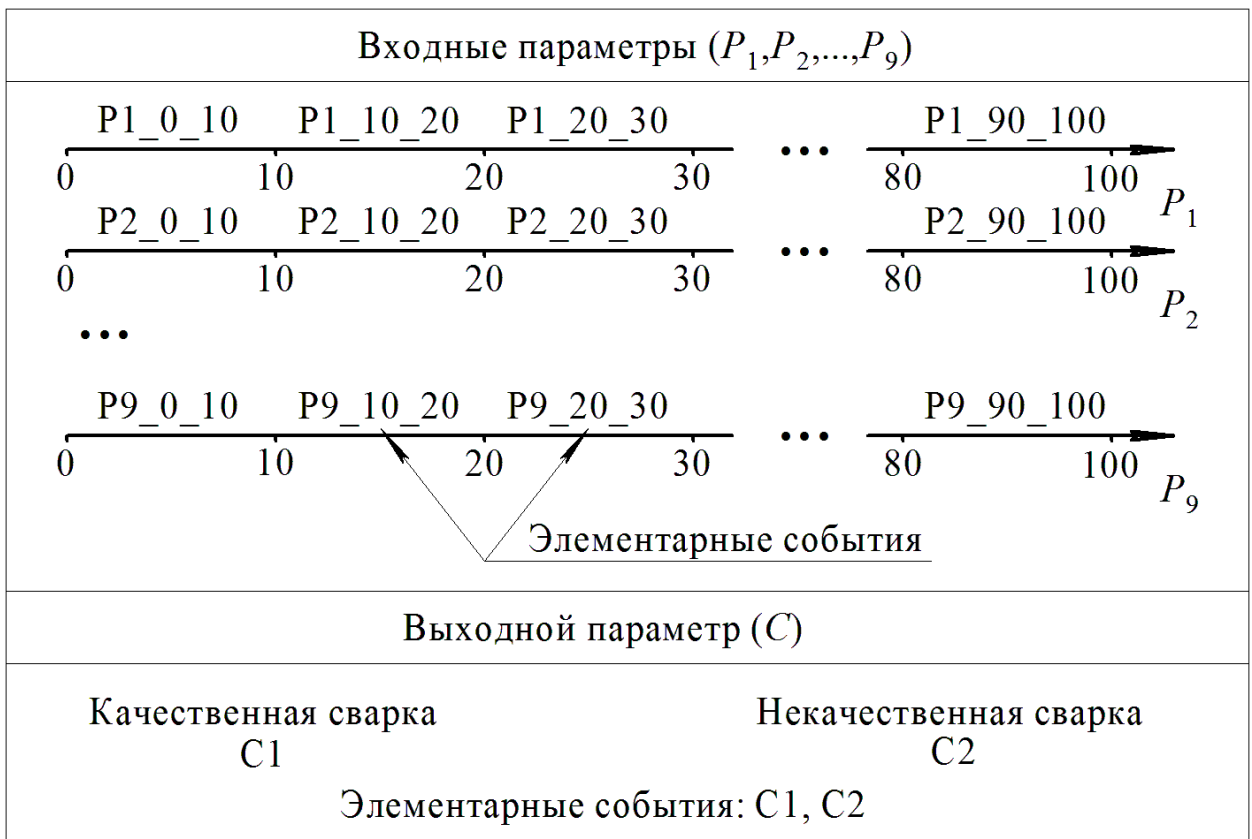 Входные параметры (P1,P2,...,P9)
P1_0_10 P1_10_20 P1_20_30 ... P1_90_100
0 10 20 30 80 100 P1
P2_0_10 P2_10_20 P2_20_30 ... P2_90_100
0 10 20 30 80 100 P2
...
P9_0_10 P9_10_20 P9_20_30 ... P9_90_100
0 10 20 30 80 100 P9
Элементарные события
Выходной параметр (C)
Качественная сварка Некачественная сварка
C1 C2
Элементарные события: C1, C2